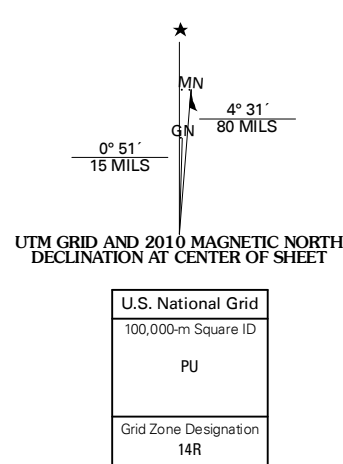 ★
MN
4° 31´
80 MILS
GN
0° 51´
15 MILS
UTM GRID AND 2010 MAGNETIC NORTH
DECLINATION AT CENTER OF SHEET
U.S. National Grid
100,000-m Square ID
PU
Grid Zone Designation
14R